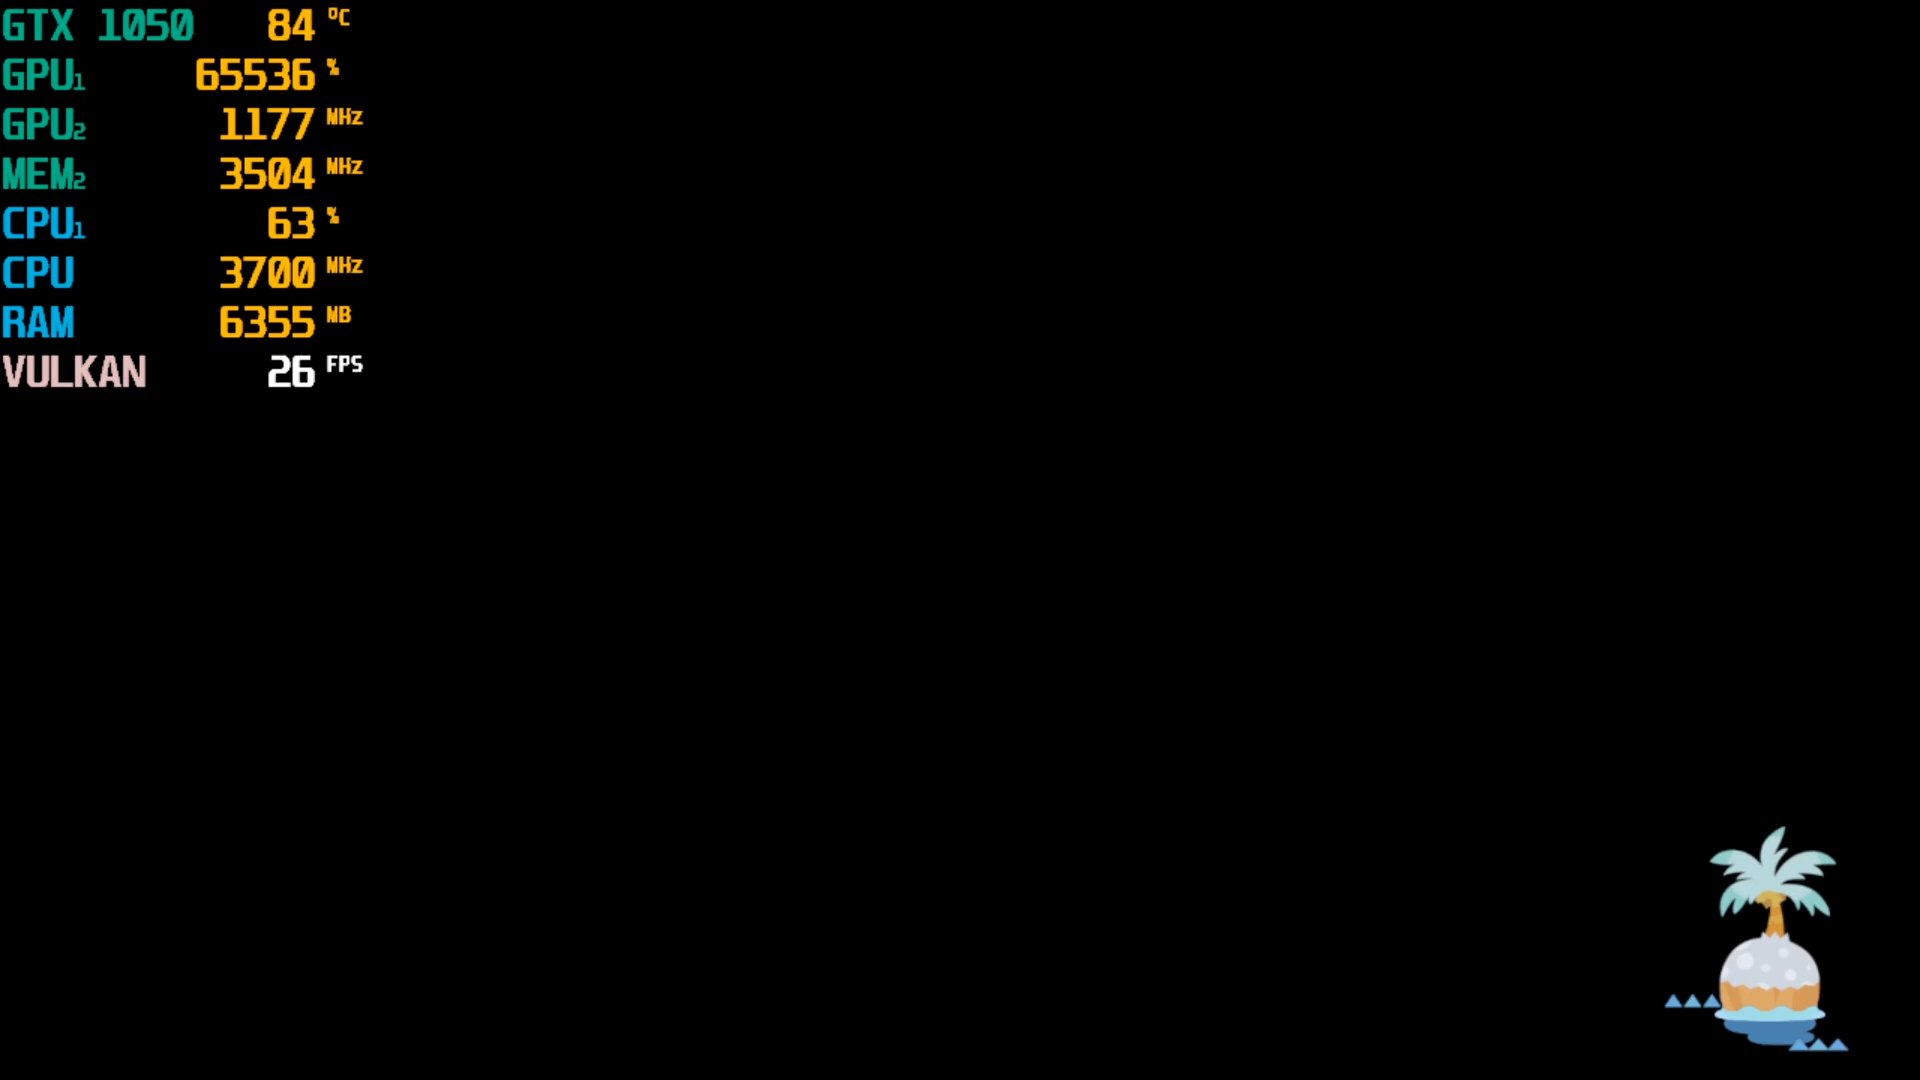 GTX 1050 84 °C
GPU1 65536 %
GPU2 1177 MHz
MEM2 3504 MHz
CPU1 63 %
CPU 3700 MHz
RAM 6355 MB
VULKAN 26 FPS